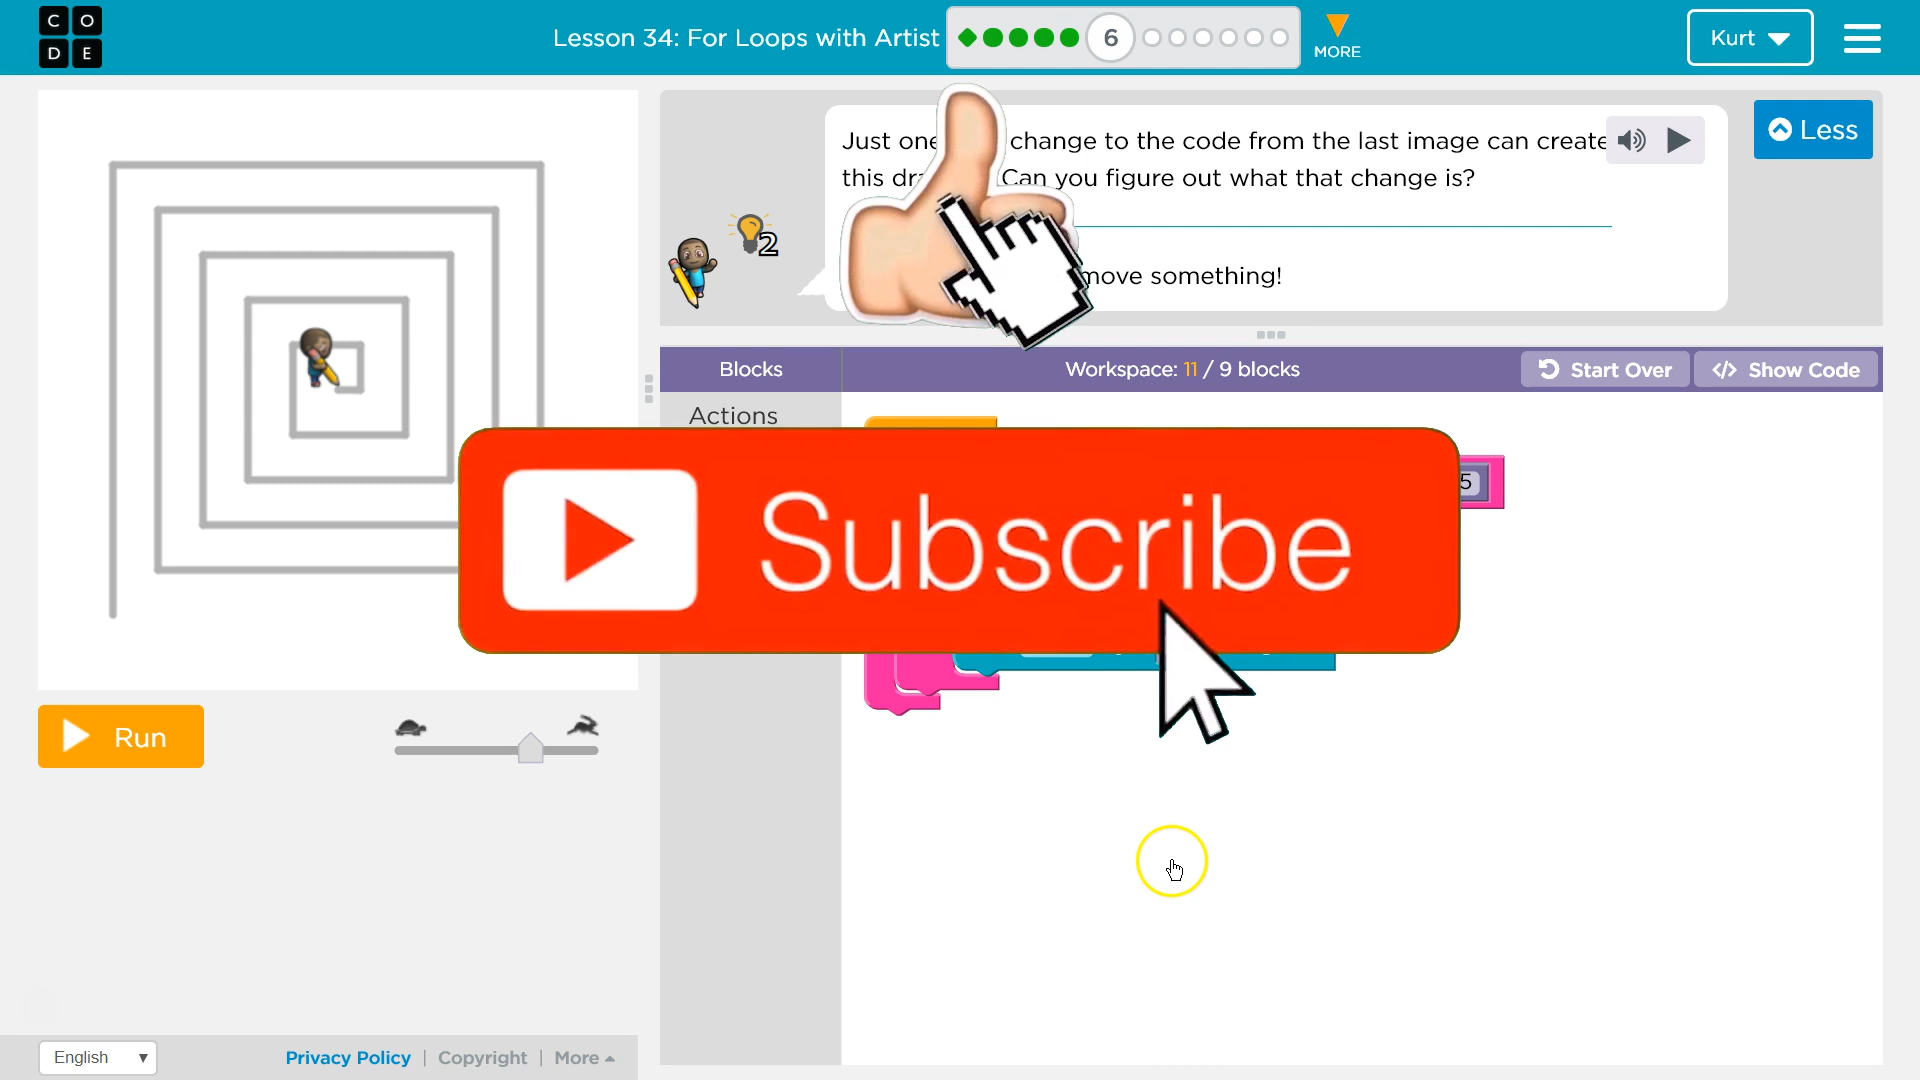 C O
D E
Lesson 34: For Loops with Artist
6
MORE
Kurt
Just one change to the code from the last image can create
this Can you figure out what that change is?
Less
2
move something!
Blocks
Workspace: 11 / 9 blocks
Start Over
</> Show Code
Actions
5
Subscribe
Run
English
Privacy Policy | Copyright | More